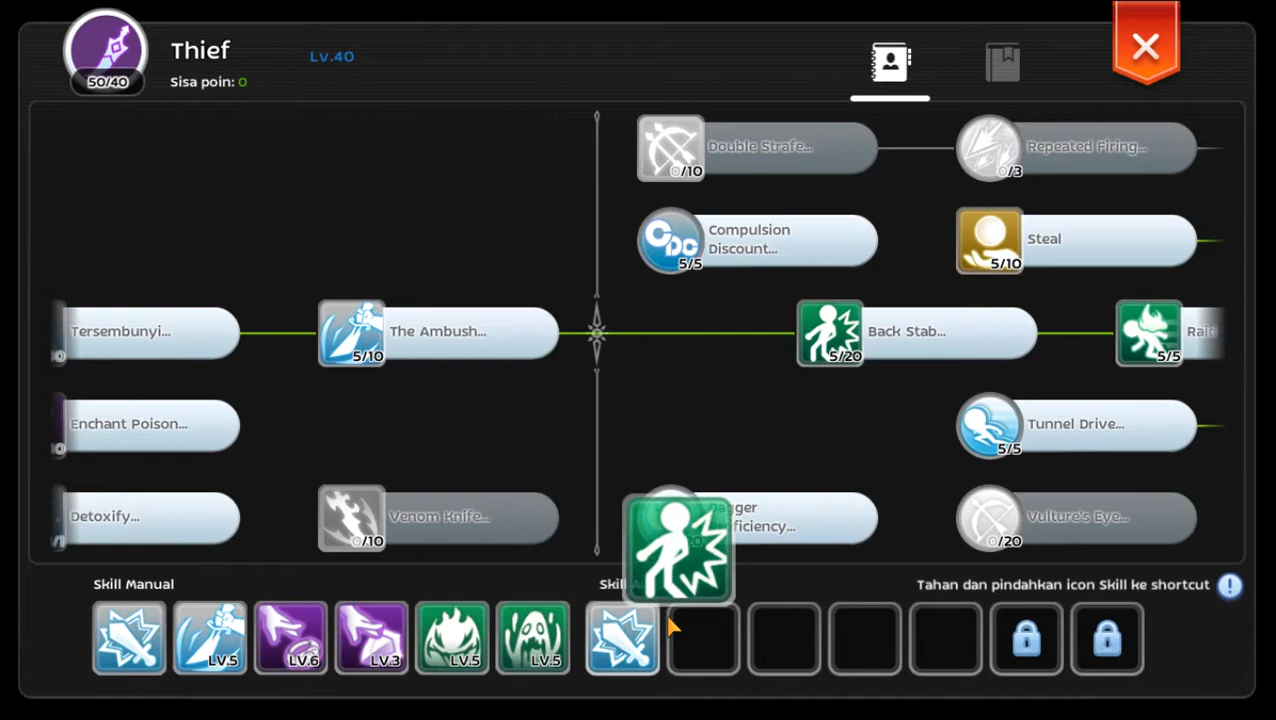 Thief
Lv.40
50/40
Sisa poin: 0
Double Strafe...
0/10
Repeated Firing...
0/3
Compulsion
Discount...
CDC
5/5
Steal
5/10
Tersembunyi...
The Ambush...
5/10
Back Stab...
5/20
Raid
5/5
Enchant Poison...
Tunnel Drive...
5/5
Detoxify...
Venom Knife...
0/10
Vulture's Eye...
0/20
Skill Manual
Tahan dan pindahkan icon Skill ke shortcut
LV.5
LV.6
LV.3
LV.5
LV.5